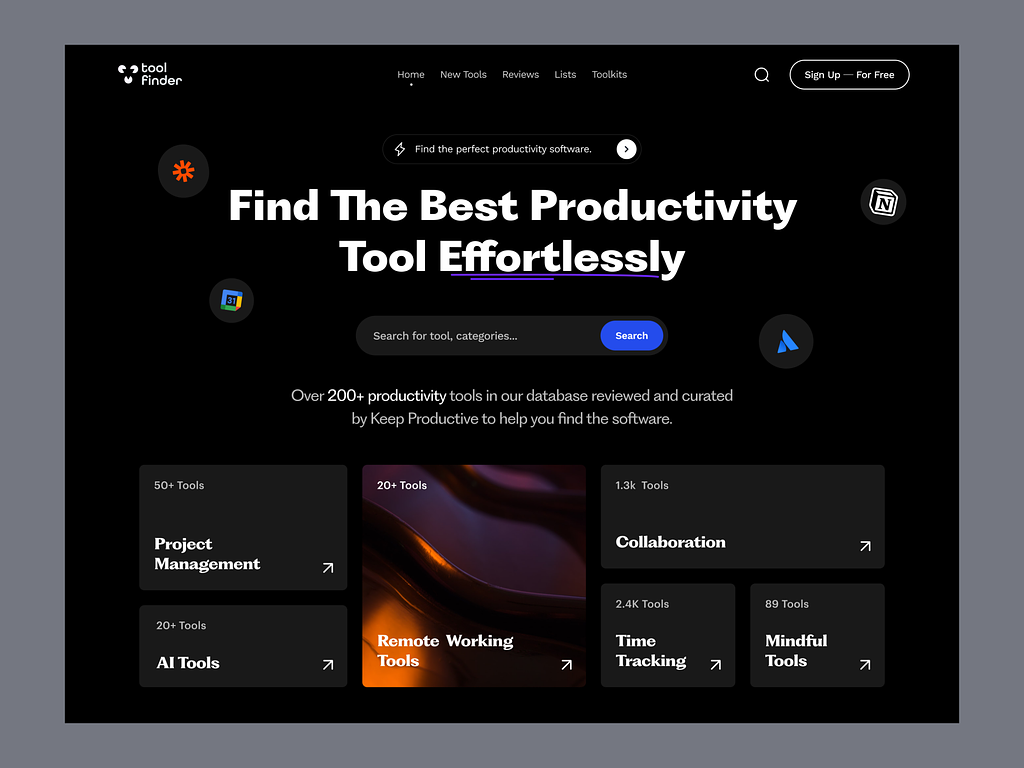 tool
finder
Home New Tools Reviews Lists Toolkits
Sign Up — For Free
Find the perfect productivity software.
Find The Best Productivity
Tool Effortlessly
N
31
Search for tool, categories...
Search
Over 200+ productivity tools in our database reviewed and curated
by Keep Productive to help you find the software.
50+ Tools
Project
Management
20+ Tools
AI Tools
20+ Tools
Remote Working
Tools
1.3k Tools
Collaboration
2.4K Tools
Time
Tracking
89 Tools
Mindful
Tools